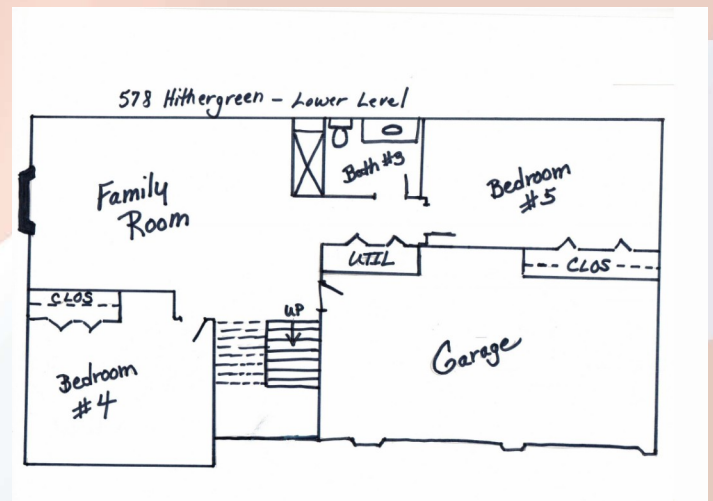 578 Hithergreen - Lower Level
Bath #3
Family
Room
Bedroom
#5
UTIL
CLOS
CLOS
UP
Garage
Bedroom
#4